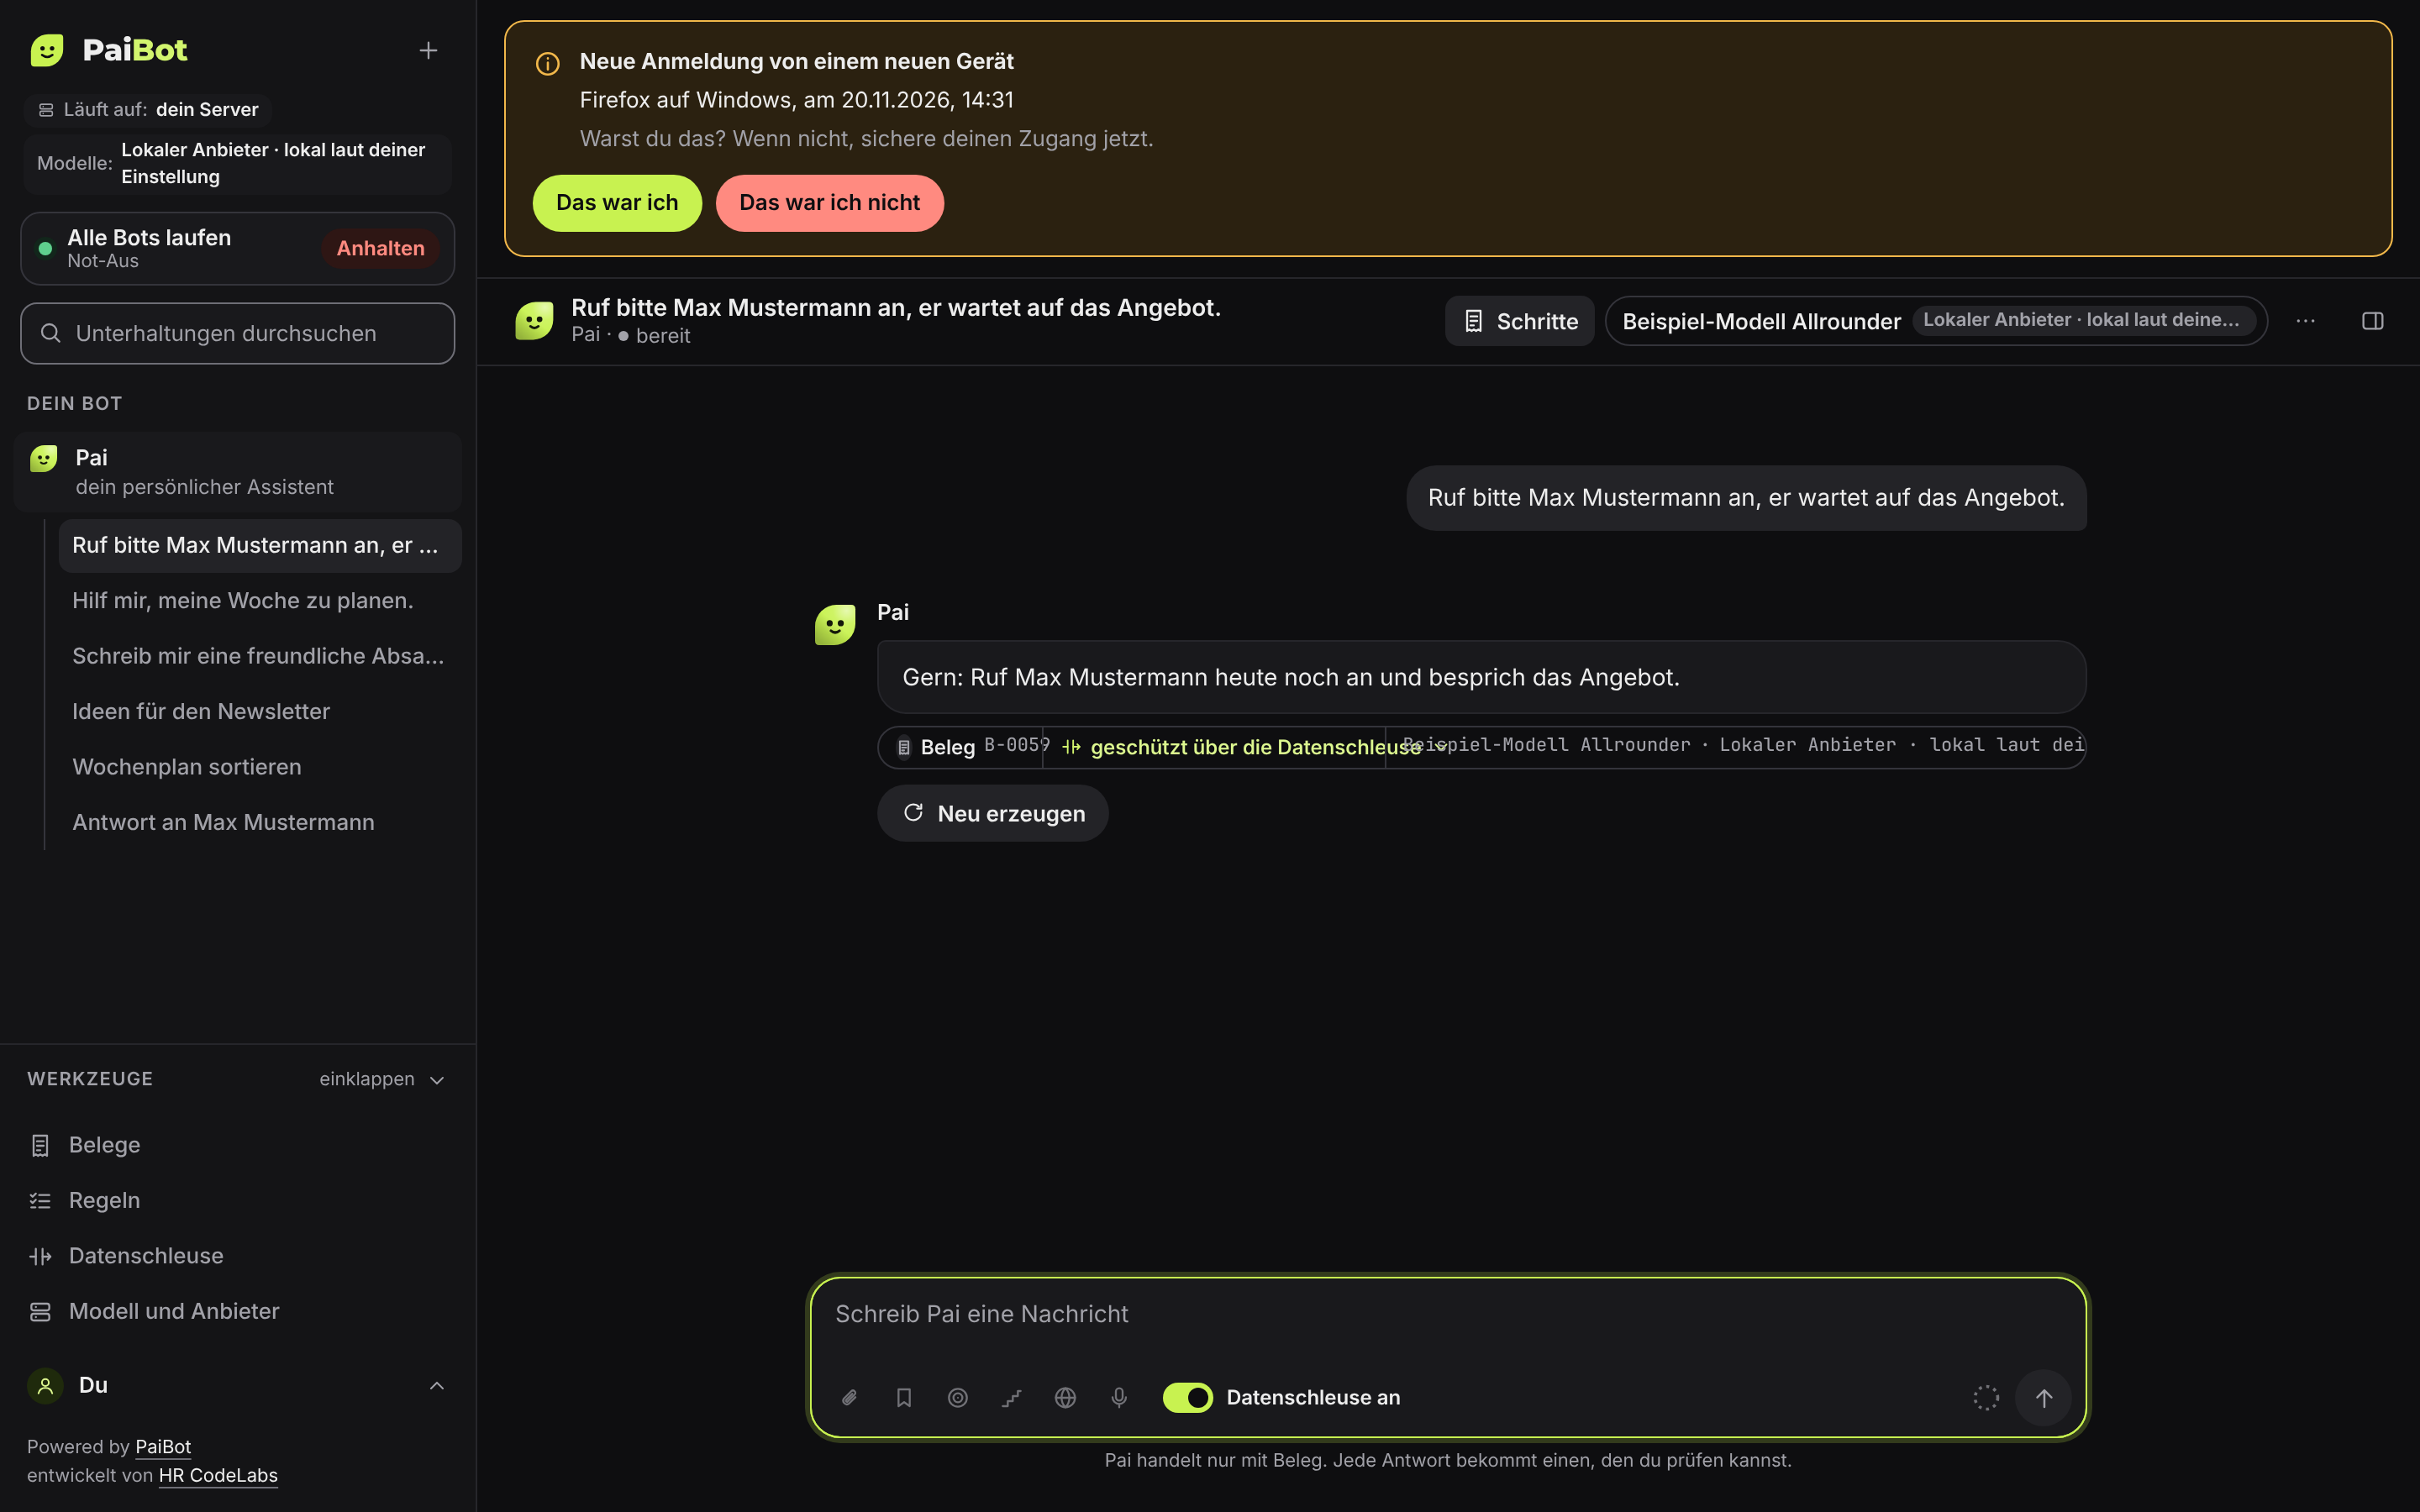 PaiBot
Läuft auf: dein Server
Modelle: Lokaler Anbieter · lokal laut deiner
Einstellung
Alle Bots laufen
Not-Aus
Anhalten
Unterhaltungen durchsuchen
DEIN BOT
Pai
dein persönlicher Assistent
Ruf bitte Max Mustermann an, er ...
Hilf mir, meine Woche zu planen.
Schreib mir eine freundliche Absa...
Ideen für den Newsletter
Wochenplan sortieren
Antwort an Max Mustermann
WERKZEUGE
einklappen
Belege
Regeln
Datenschleuse
Modell und Anbieter
Du
Powered by PaiBot
entwickelt von HR CodeLabs
Neue Anmeldung von einem neuen Gerät
Firefox auf Windows, am 20.11.2026, 14:31
Warst du das? Wenn nicht, sichere deinen Zugang jetzt.
Das war ich
Das war ich nicht
Ruf bitte Max Mustermann an, er wartet auf das Angebot.
Pai · bereit
Schritte
Beispiel-Modell Allrounder
Lokaler Anbieter · lokal laut deine...
Ruf bitte Max Mustermann an, er wartet auf das Angebot.
Pai
Gern: Ruf Max Mustermann heute noch an und besprich das Angebot.
Beleg B-0059 geschützt über die Datenschleuse Beispiel-Modell Allrounder · Lokaler Anbieter · lokal laut dei
Neu erzeugen
Schreib Pai eine Nachricht
Datenschleuse an
Pai handelt nur mit Beleg. Jede Antwort bekommt einen, den du prüfen kannst.